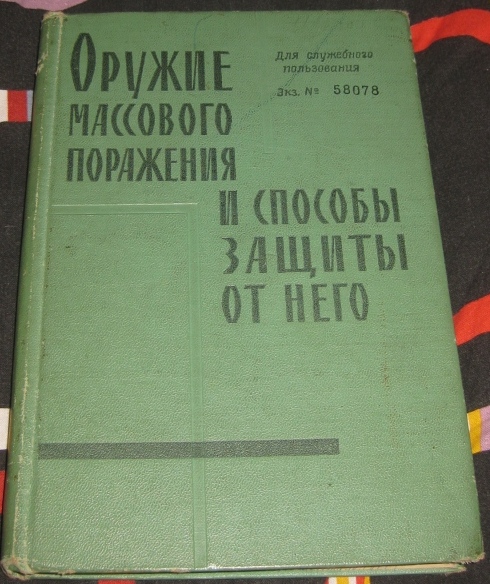 Для служебного
пользования
Экз. № 58078
Оружие
массового
поражения
и способы
защиты
от него